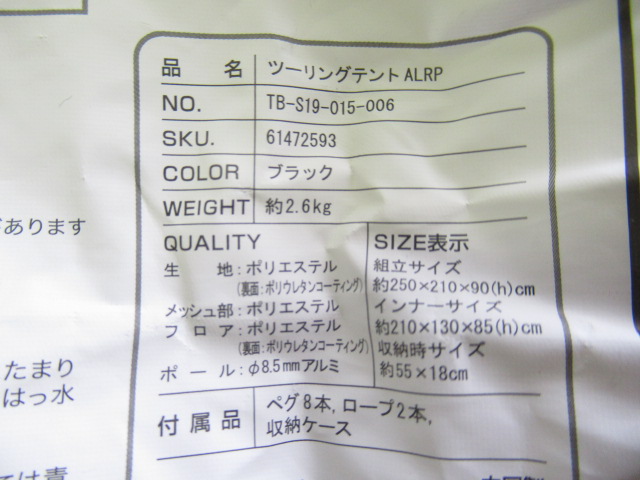 品 名 ツーリングテントALRP
NO. TB-S19-015-006
SKU. 61472593
COLOR ブラック
WEIGHT 約2.6kg
QUALITY
生 地:ポリエステル
(裏面:ポリウレタンコーティング)
メッシュ部:ポリエステル
フロア:ポリエステル
(裏面:ポリウレタンコーティング)
ポール:φ8.5mmアルミ
SIZE表示
組立サイズ
約250×210×90(h)cm
インナーサイズ
約210×130×85(h)cm
収納時サイズ
約55×18cm
付属品 ペグ8本,ロープ2本,
収納ケース
があります
たまり
はっ水